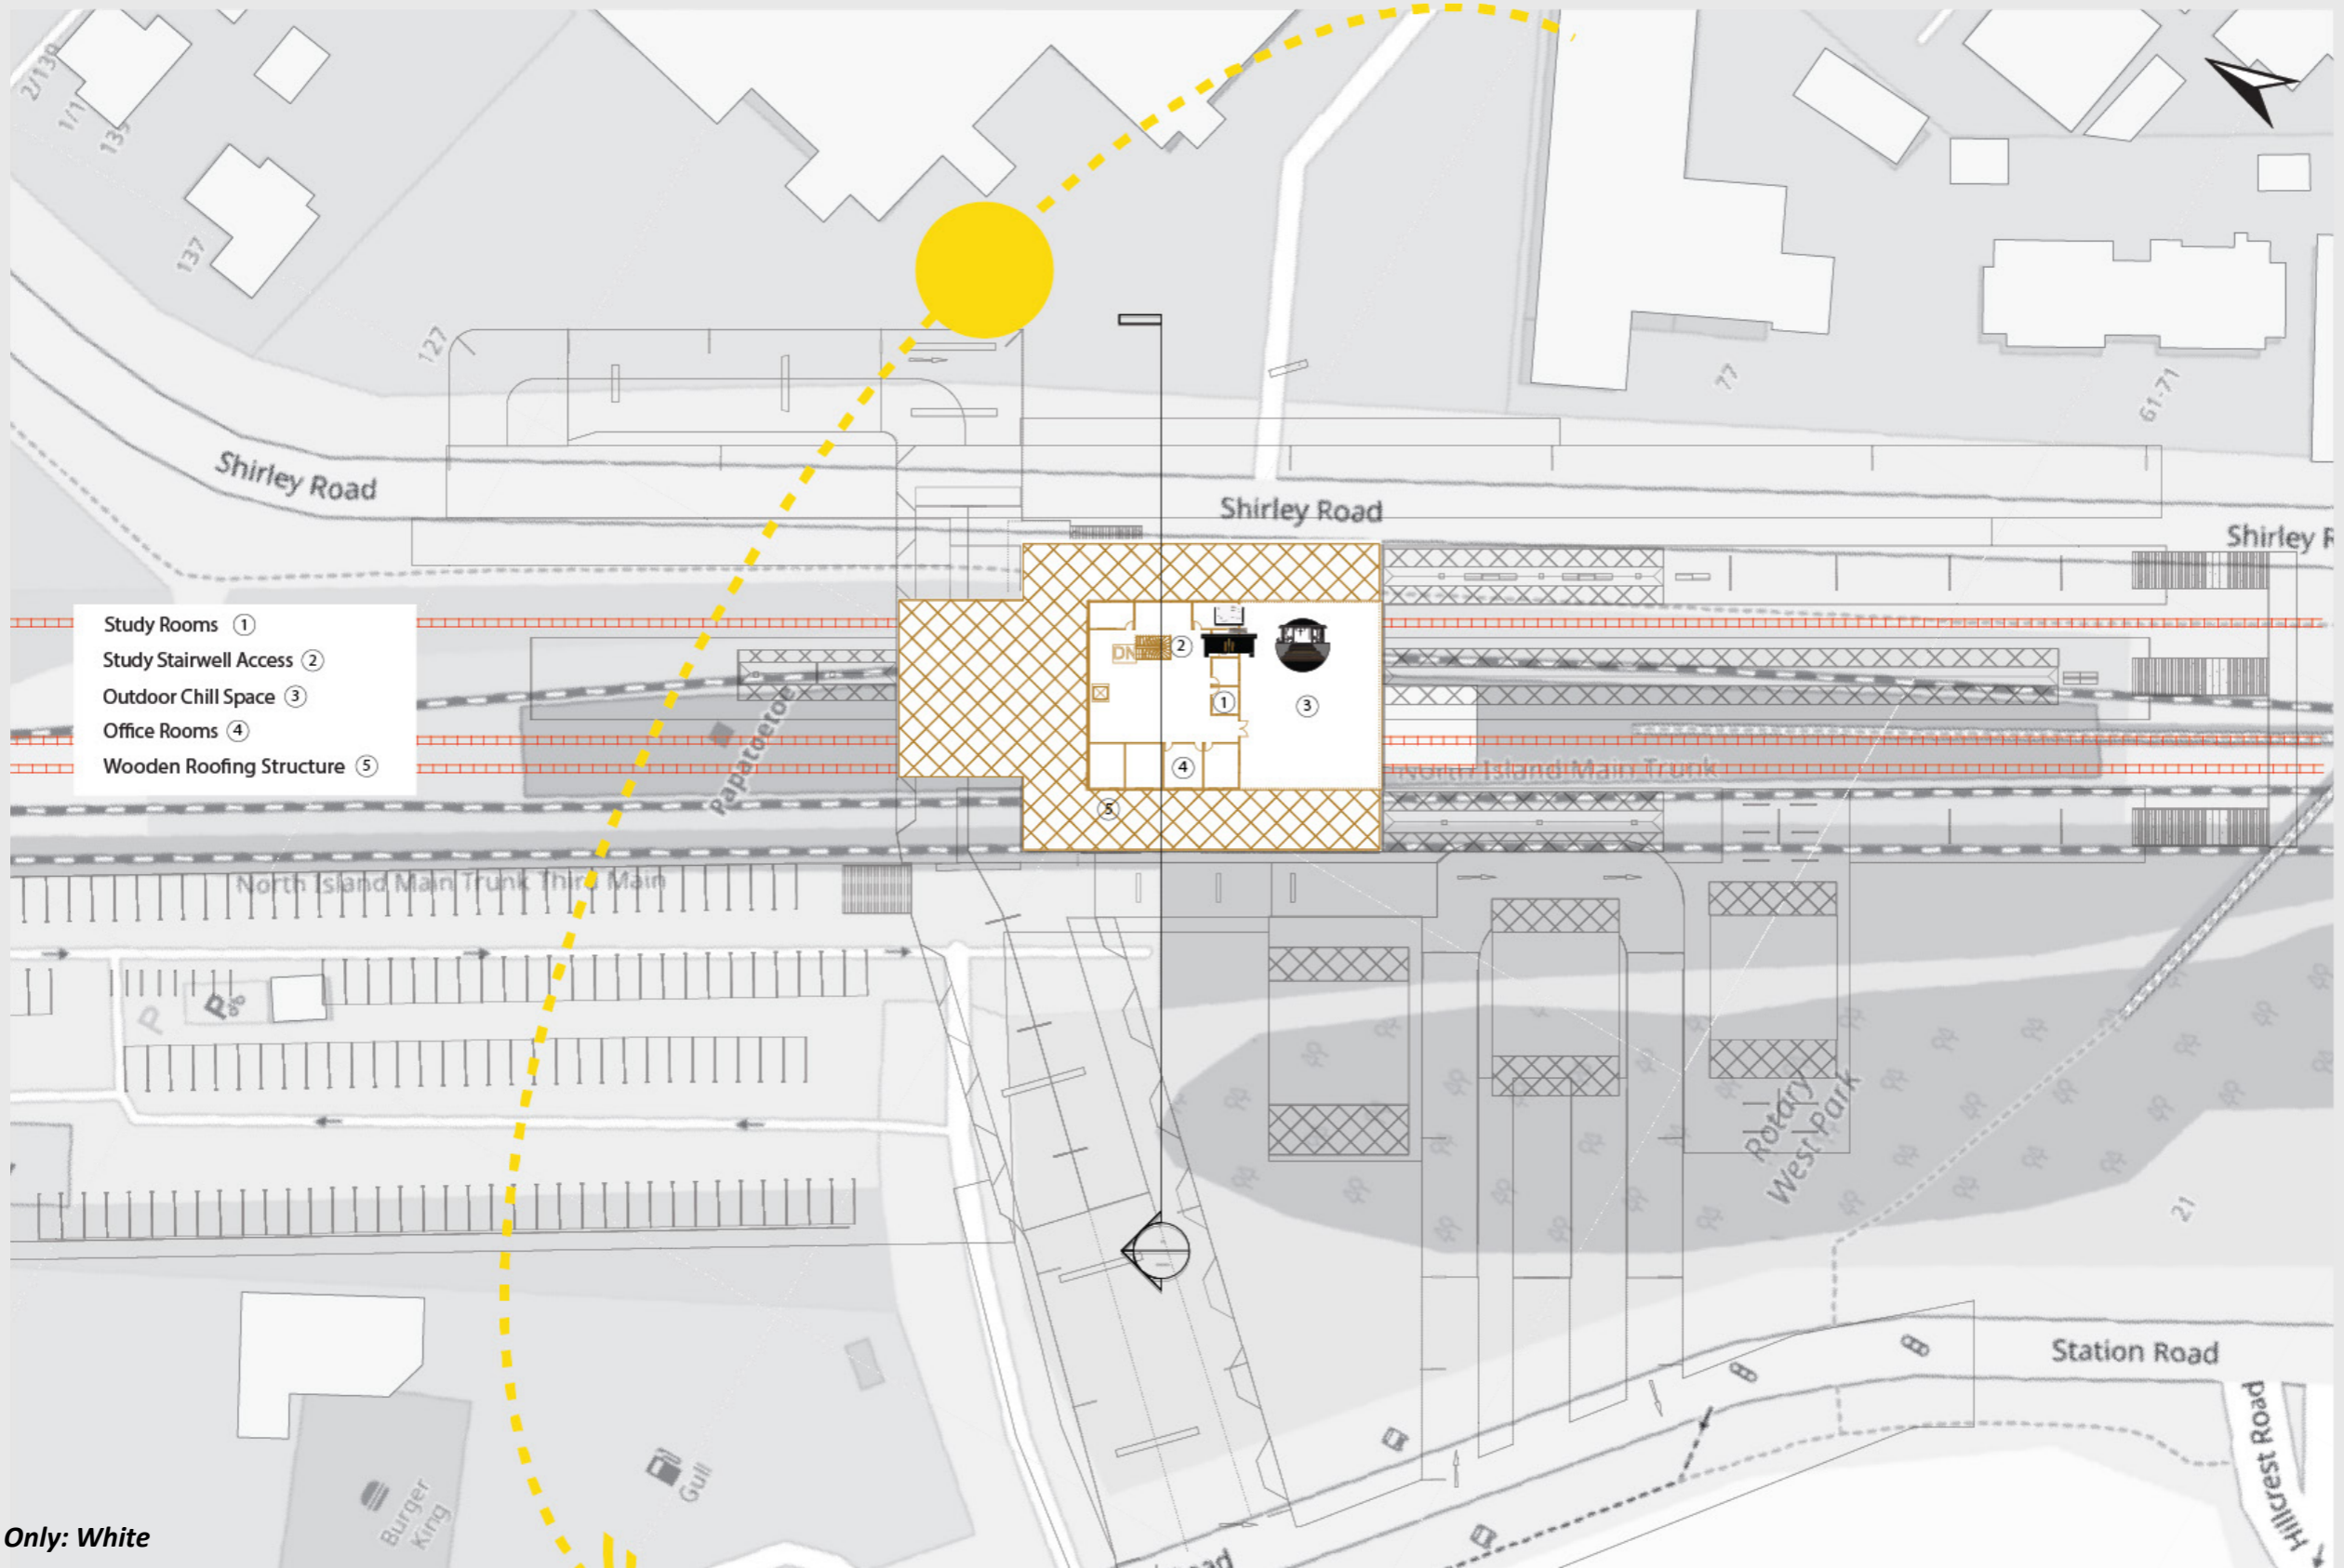 2/139
1/1
139
137
127
77
61-71
Shirley Road
Shirley Road
Shirley R
Study Rooms 1
Study Stairwell Access 2
Outdoor Chill Space 3
Office Rooms 4
Wooden Roofing Structure 5
DN
2
1
3
4
5
Papatoetoe
North Island Main Trunk
North Island Main Trunk Third Main
P
P
Rotary
West Park
21
Station Road
Hillcrest Road
Gull
Burger
King
Only: White
oad